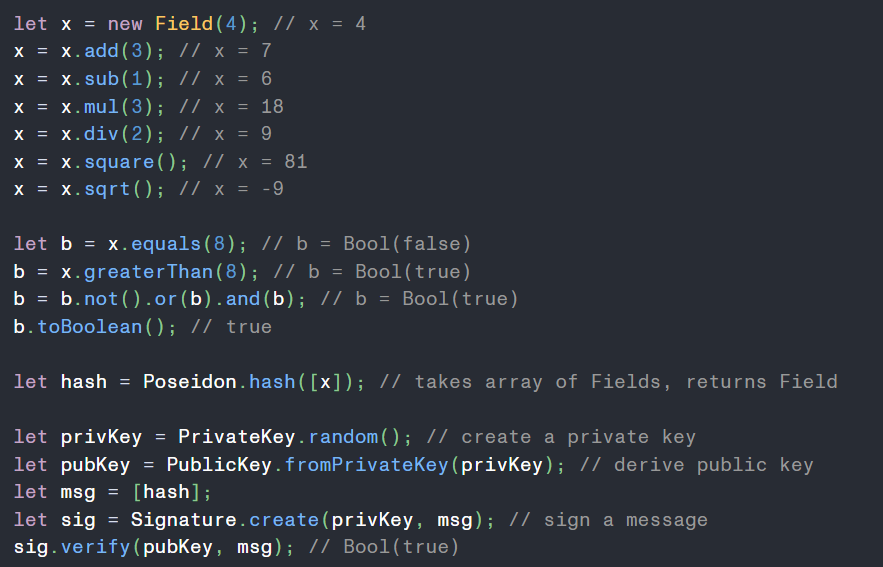 let x = new Field(4); // x = 4
x = x.add(3); // x = 7
x = x.sub(1); // x = 6
x = x.mul(3); // x = 18
x = x.div(2); // x = 9
x = x.square(); // x = 81
x = x.sqrt(); // x = -9

let b = x.equals(8); // b = Bool(false)
b = x.greaterThan(8); // b = Bool(true)
b = b.not().or(b).and(b); // b = Bool(true)
b.toBoolean(); // true

let hash = Poseidon.hash([x]); // takes array of Fields, returns Field

let privKey = PrivateKey.random(); // create a private key
let pubKey = PublicKey.fromPrivateKey(privKey); // derive public key
let msg = [hash];
let sig = Signature.create(privKey, msg); // sign a message
sig.verify(pubKey, msg); // Bool(true)